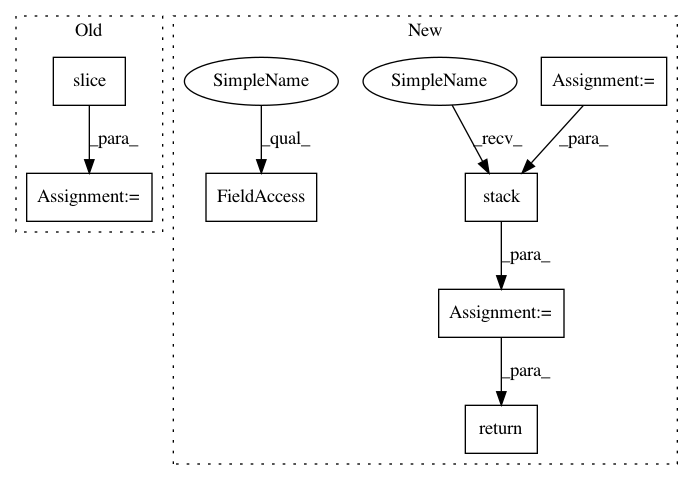 Old
New
slice
SimpleName
SimpleName
Assignment:=
_para_
_qual_
_recv_
_para_
Assignment:=
FieldAccess
stack
_para_
Assignment:=
_para_
return